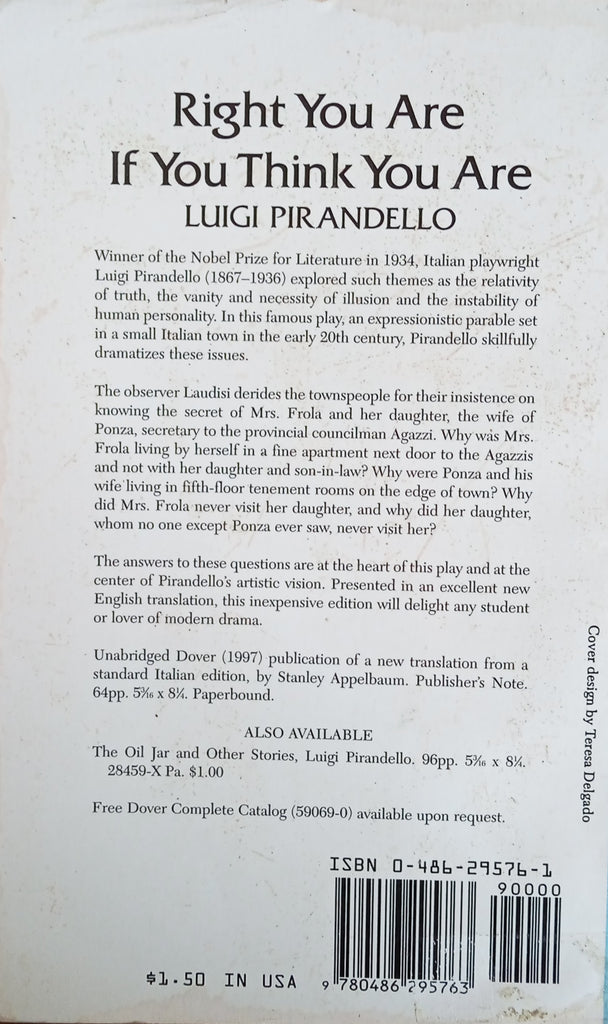 Right You Are
If You Think You Are
LUIGI PIRANDELLO
Winner of the Nobel Prize for Literature in 1934, Italian playwright
Luigi Pirandello (1867–1936) explored such themes as the relativity
of truth, the vanity and necessity of illusion and the instability of
human personality. In this famous play, an expressionistic parable set
in a small Italian town in the early 20th century, Pirandello skillfully
dramatizes these issues.
The observer Laudisi derides the townspeople for their insistence on
knowing the secret of Mrs. Frola and her daughter, the wife of
Ponza, secretary to the provincial councilman Agazzi. Why was Mrs.
Frola living by herself in a fine apartment next door to the Agazzis
and not with her daughter and son-in-law? Why were Ponza and his
wife living in fifth-floor tenement rooms on the edge of town? Why
did Mrs. Frola never visit her daughter, and why did her daughter,
whom no one except Ponza ever saw, never visit her?
The answers to these questions are at the heart of this play and at the
center of Pirandello's artistic vision. Presented in an excellent new
English translation, this inexpensive edition will delight any student
or lover of modern drama.
Unabridged Dover (1997) publication of a new translation from a
standard Italian edition, by Stanley Appelbaum. Publisher's Note.
64pp. 5³⁄₁₆ x 8¼. Paperbound.
ALSO AVAILABLE
The Oil Jar and Other Stories, Luigi Pirandello. 96pp. 5³⁄₁₆ x 8¼.
28459-X Pa. $1.00
Free Dover Complete Catalog (59069-0) available upon request.
Cover design by Teresa Delgado
ISBN 0-486-29576-1
90000
$1.50 IN USA
9 780486 295763